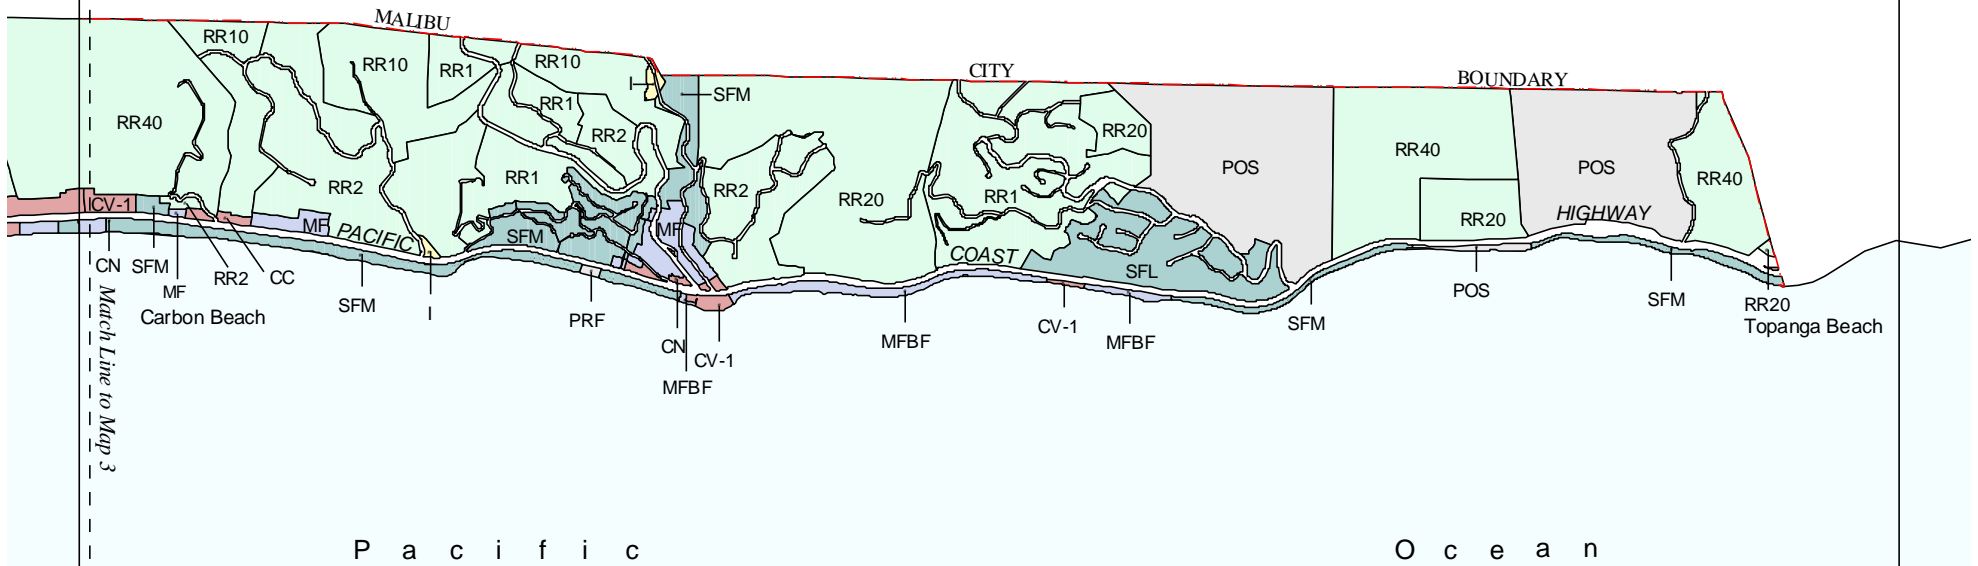 MALIBU CITY BOUNDARY
RR10
RR10
RR1
RR10
I
SFM
RR40
RR1
RR2
RR20
POS
RR40
POS
RR40
RR2
RR1
RR2
RR20
RR1
RR20
CV-1
MF
PACIFIC COAST HIGHWAY
SFM
MF
SFL
CN
SFM
MF
RR2
CC
SFM
I
PRF
CN
MFBF
CV-1
MFBF
CV-1
MFBF
SFM
POS
SFM
RR20
Carbon Beach
Topanga Beach
Match Line to Map 3
Pacific Ocean